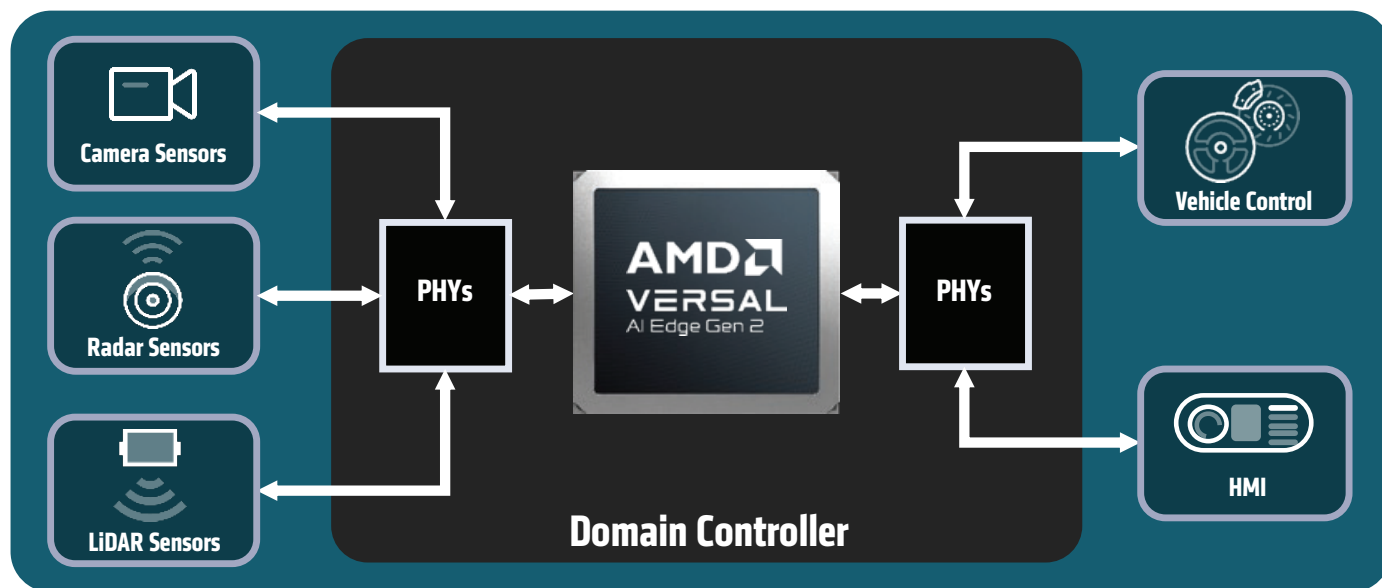 Camera Sensors
Radar Sensors
LiDAR Sensors
PHYs
AMD
VERSAL
AI Edge Gen 2
PHYs
Domain Controller
Vehicle Control
HMI